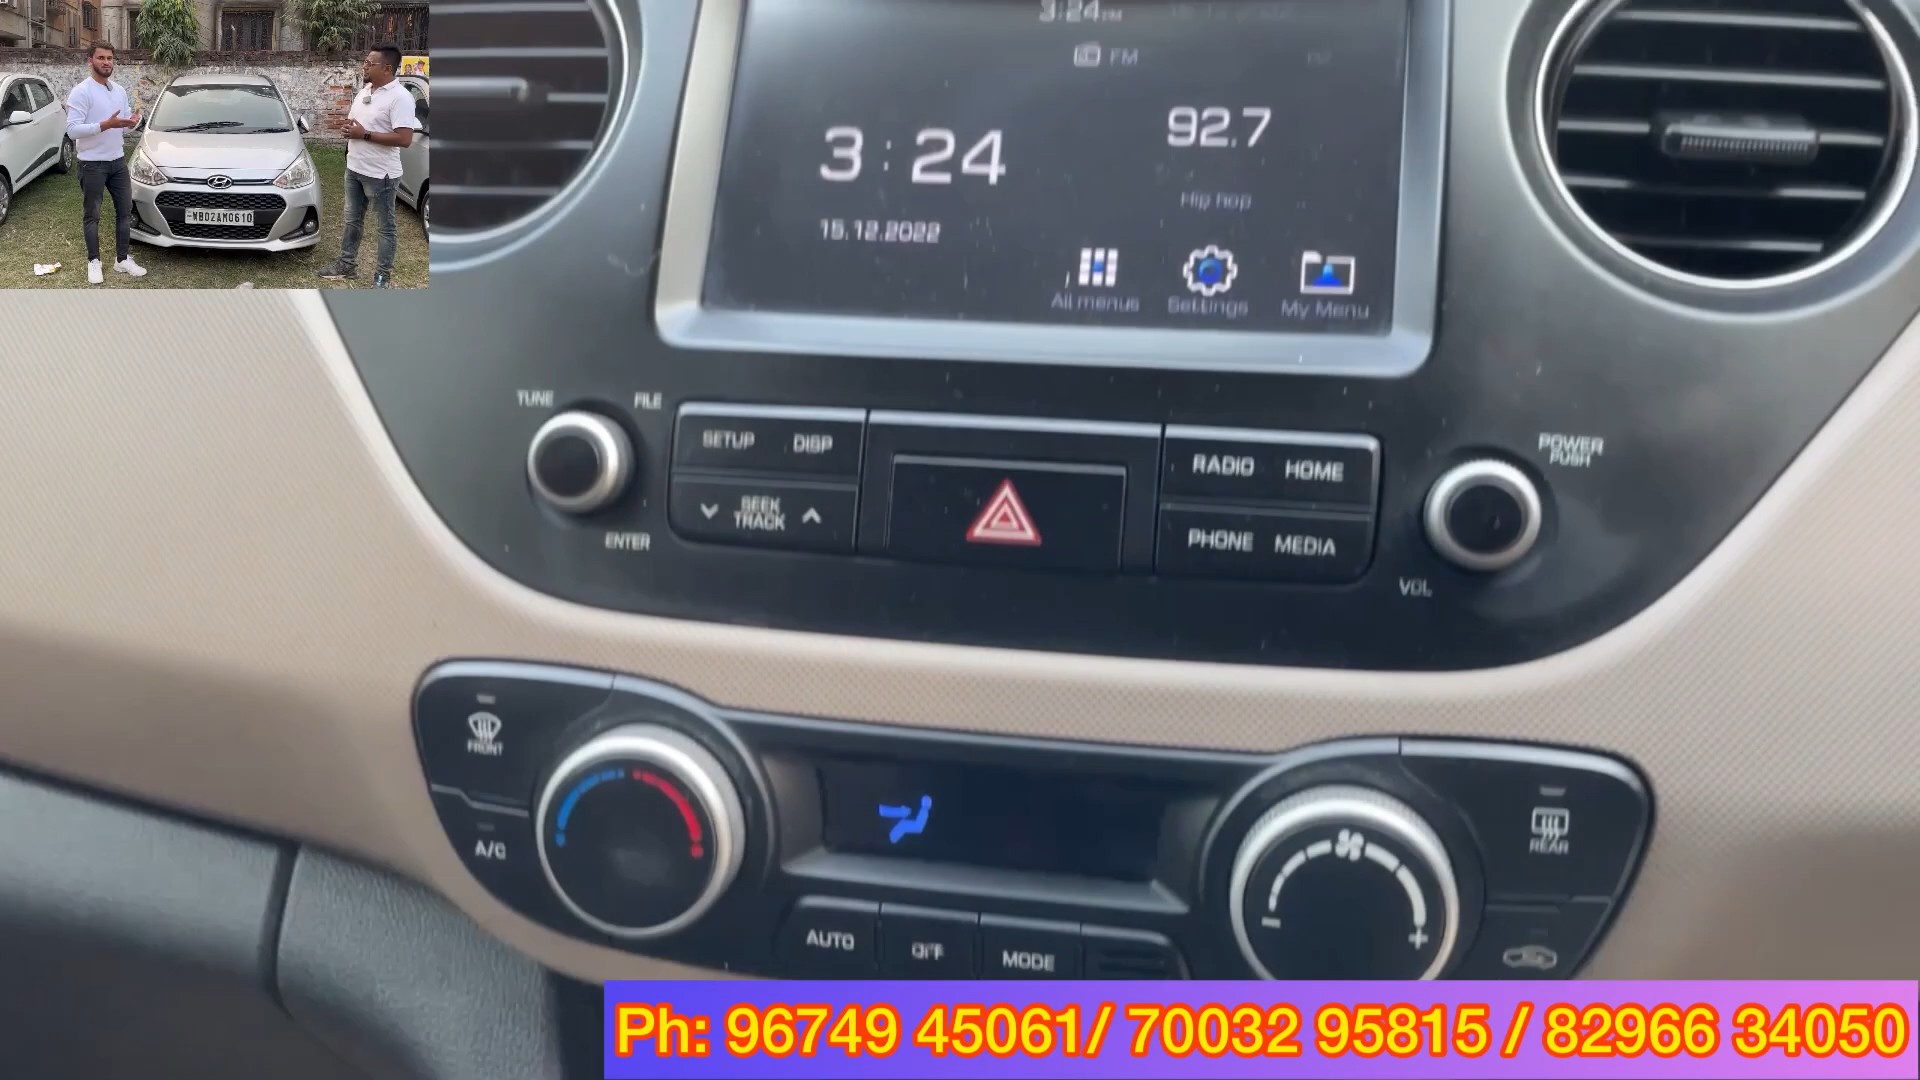 3:24 PM
FM
3:24
92.7
Hip hop
15.12.2022
All menus
Settings
My Menu
WB02AM0610
TUNE
FILE
SETUP
DISP
SEEK
TRACK
ENTER
RADIO
HOME
PHONE
MEDIA
POWER
PUSH
VOL
FRONT
A/C
REAR
AUTO
OFF
MODE
Ph: 96749 45061/ 70032 95815 / 82966 34050